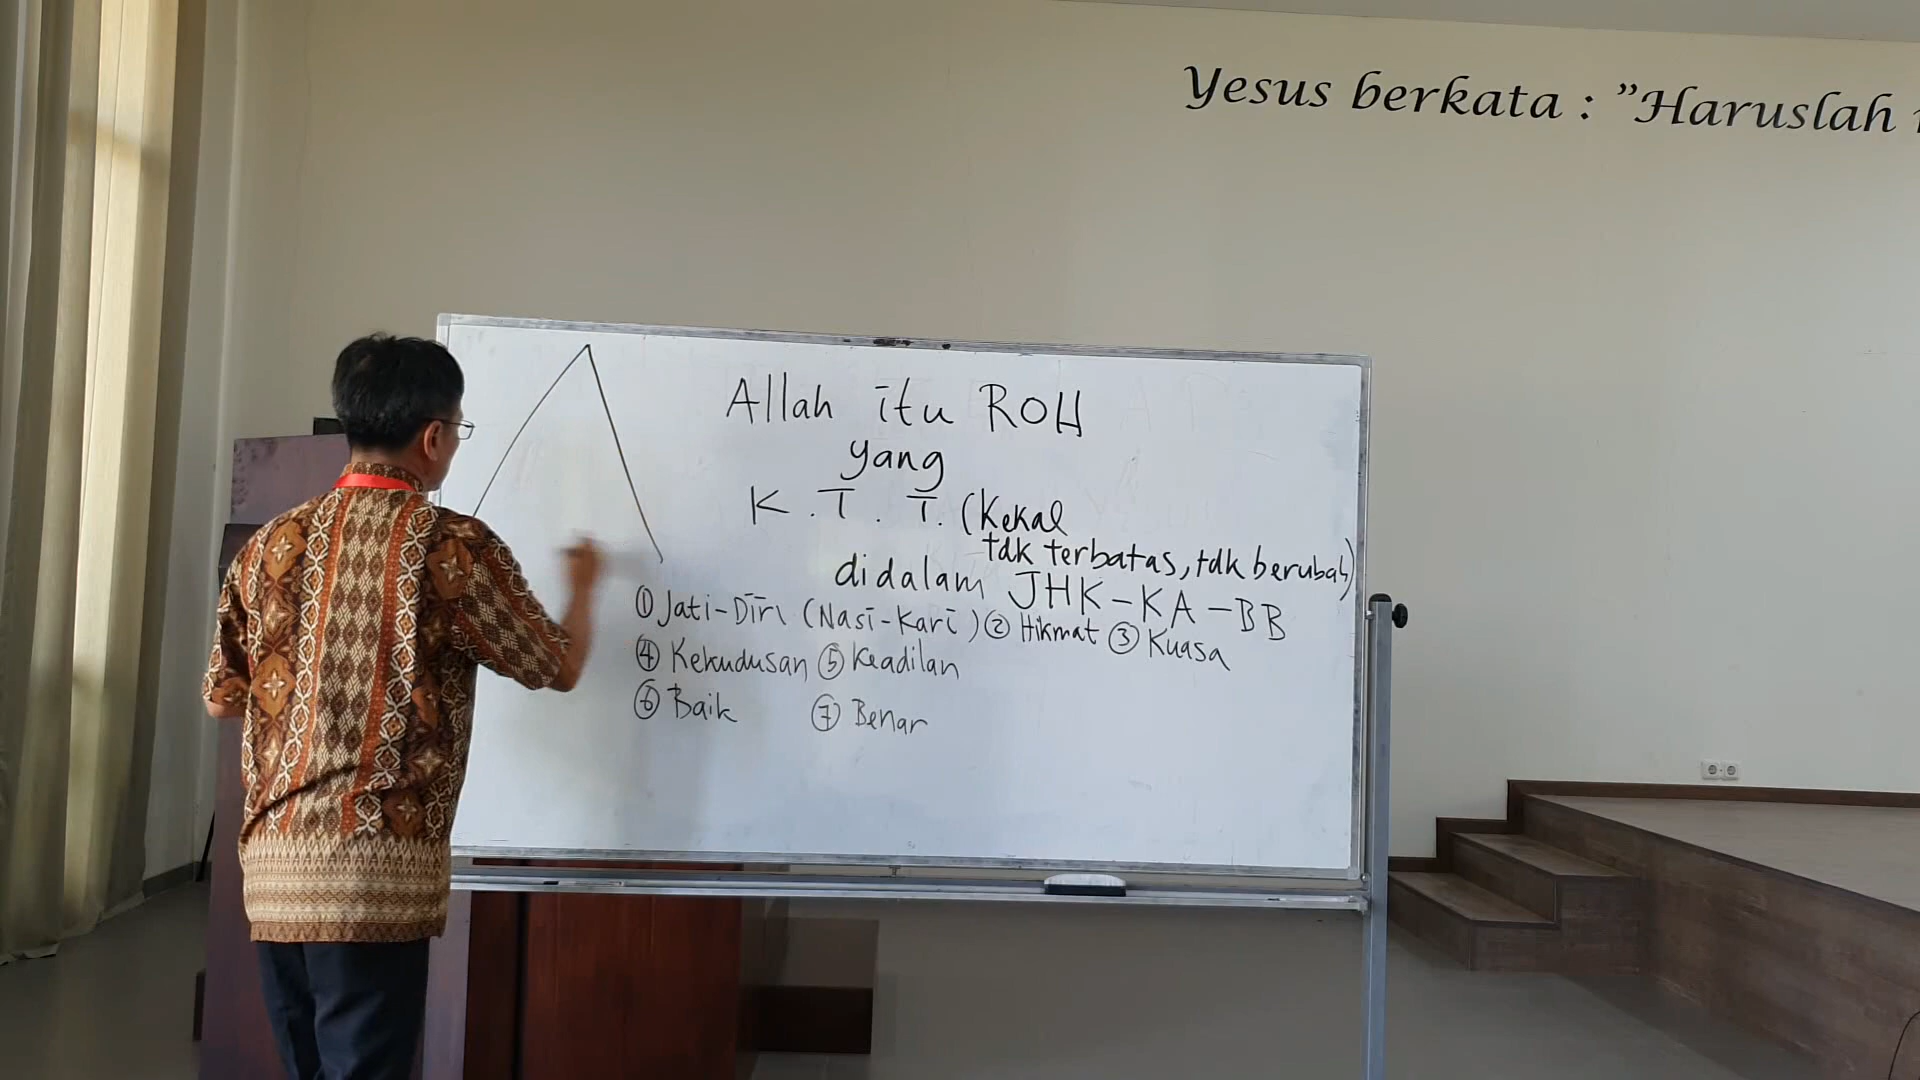 Yesus berkata : "Haruslah
Allah itu ROH
yang
K . T . T. (Kekal
tdk terbatas, tdk berubah)
didalam JHK-KA-BB
① Jati-Diri (Nasi-Kari) ② Hikmat ③ Kuasa
④ Kekudusan ⑤ Keadilan
⑥ Baik ⑦ Benar